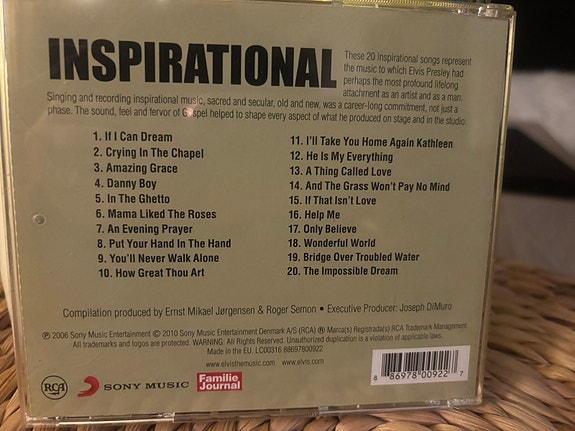 INSPIRATIONAL
These 20 Inspirational songs represent
the music to which Elvis Presley had
perhaps the most profound lifelong
attachment as an artist and as a man.
Singing and recording inspirational music, sacred and secular, old and new, was a career-long commitment, not just a
phase. The sound, feel and fervor of Gospel helped to shape every aspect of what he produced on stage and in the studio.
1. If I Can Dream
2. Crying In The Chapel
3. Amazing Grace
4. Danny Boy
5. In The Ghetto
6. Mama Liked The Roses
7. An Evening Prayer
8. Put Your Hand In The Hand
9. You'll Never Walk Alone
10. How Great Thou Art
11. I'll Take You Home Again Kathleen
12. He Is My Everything
13. A Thing Called Love
14. And The Grass Won't Pay No Mind
15. If That Isn't Love
16. Help Me
17. Only Believe
18. Wonderful World
19. Bridge Over Troubled Water
20. The Impossible Dream
Compilation produced by Ernst Mikael Jørgensen & Roger Semon • Executive Producer: Joseph DiMuro
℗ 2006 Sony Music Entertainment © 2010 Sony Music Entertainment Denmark A/S (RCA) ® Marca(s) Registrada(s) RCA Trademark Management.
All trademarks and logos are protected. WARNING: All Rights Reserved. Unauthorized duplication is a violation of applicable laws.
Made in the EU. LC00316 88697800922
www.elvisthemusic.com www.elvis.com
RCA
SONY MUSIC
Familie
Journal
8 86978 00922 7